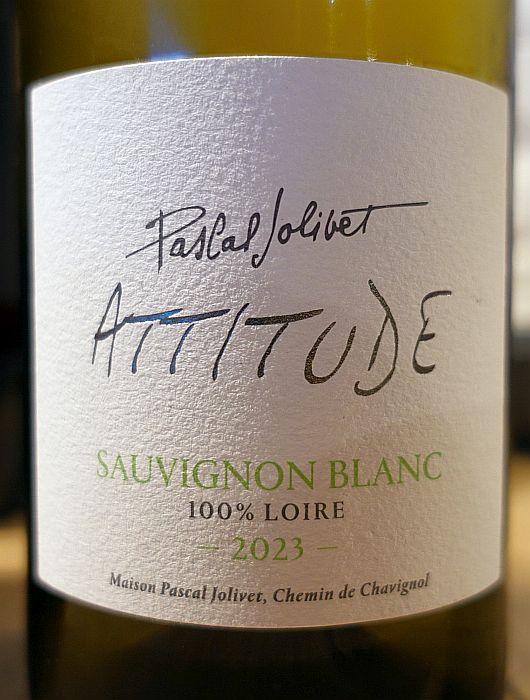 Pascal Jolivet
ATTITUDE
SAUVIGNON BLANC
100% LOIRE
– 2023 –
Maison Pascal Jolivet, Chemin de Chavignol